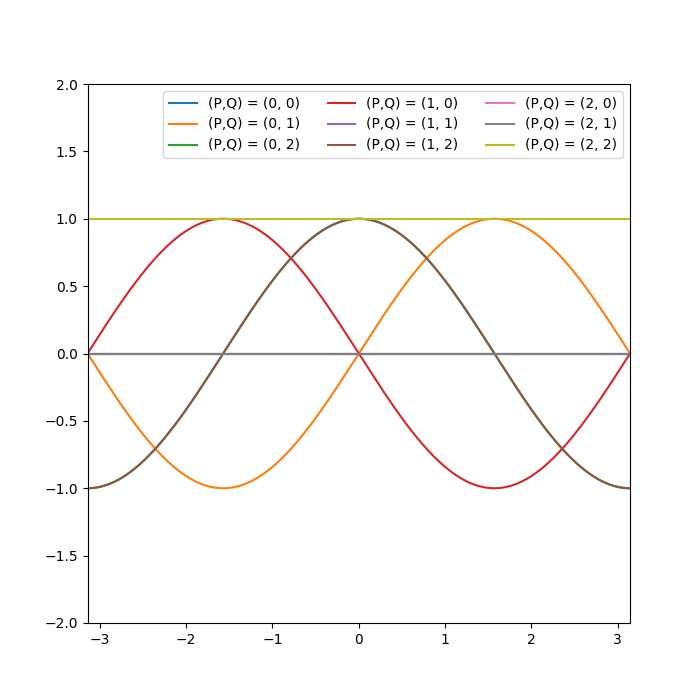 2.0
1.5
1.0
0.5
0.0
−0.5
−1.0
−1.5
−2.0
(P,Q) = (0, 0) (P,Q) = (1, 0) (P,Q) = (2, 0)
(P,Q) = (0, 1) (P,Q) = (1, 1) (P,Q) = (2, 1)
(P,Q) = (0, 2) (P,Q) = (1, 2) (P,Q) = (2, 2)
−3 −2 −1 0 1 2 3